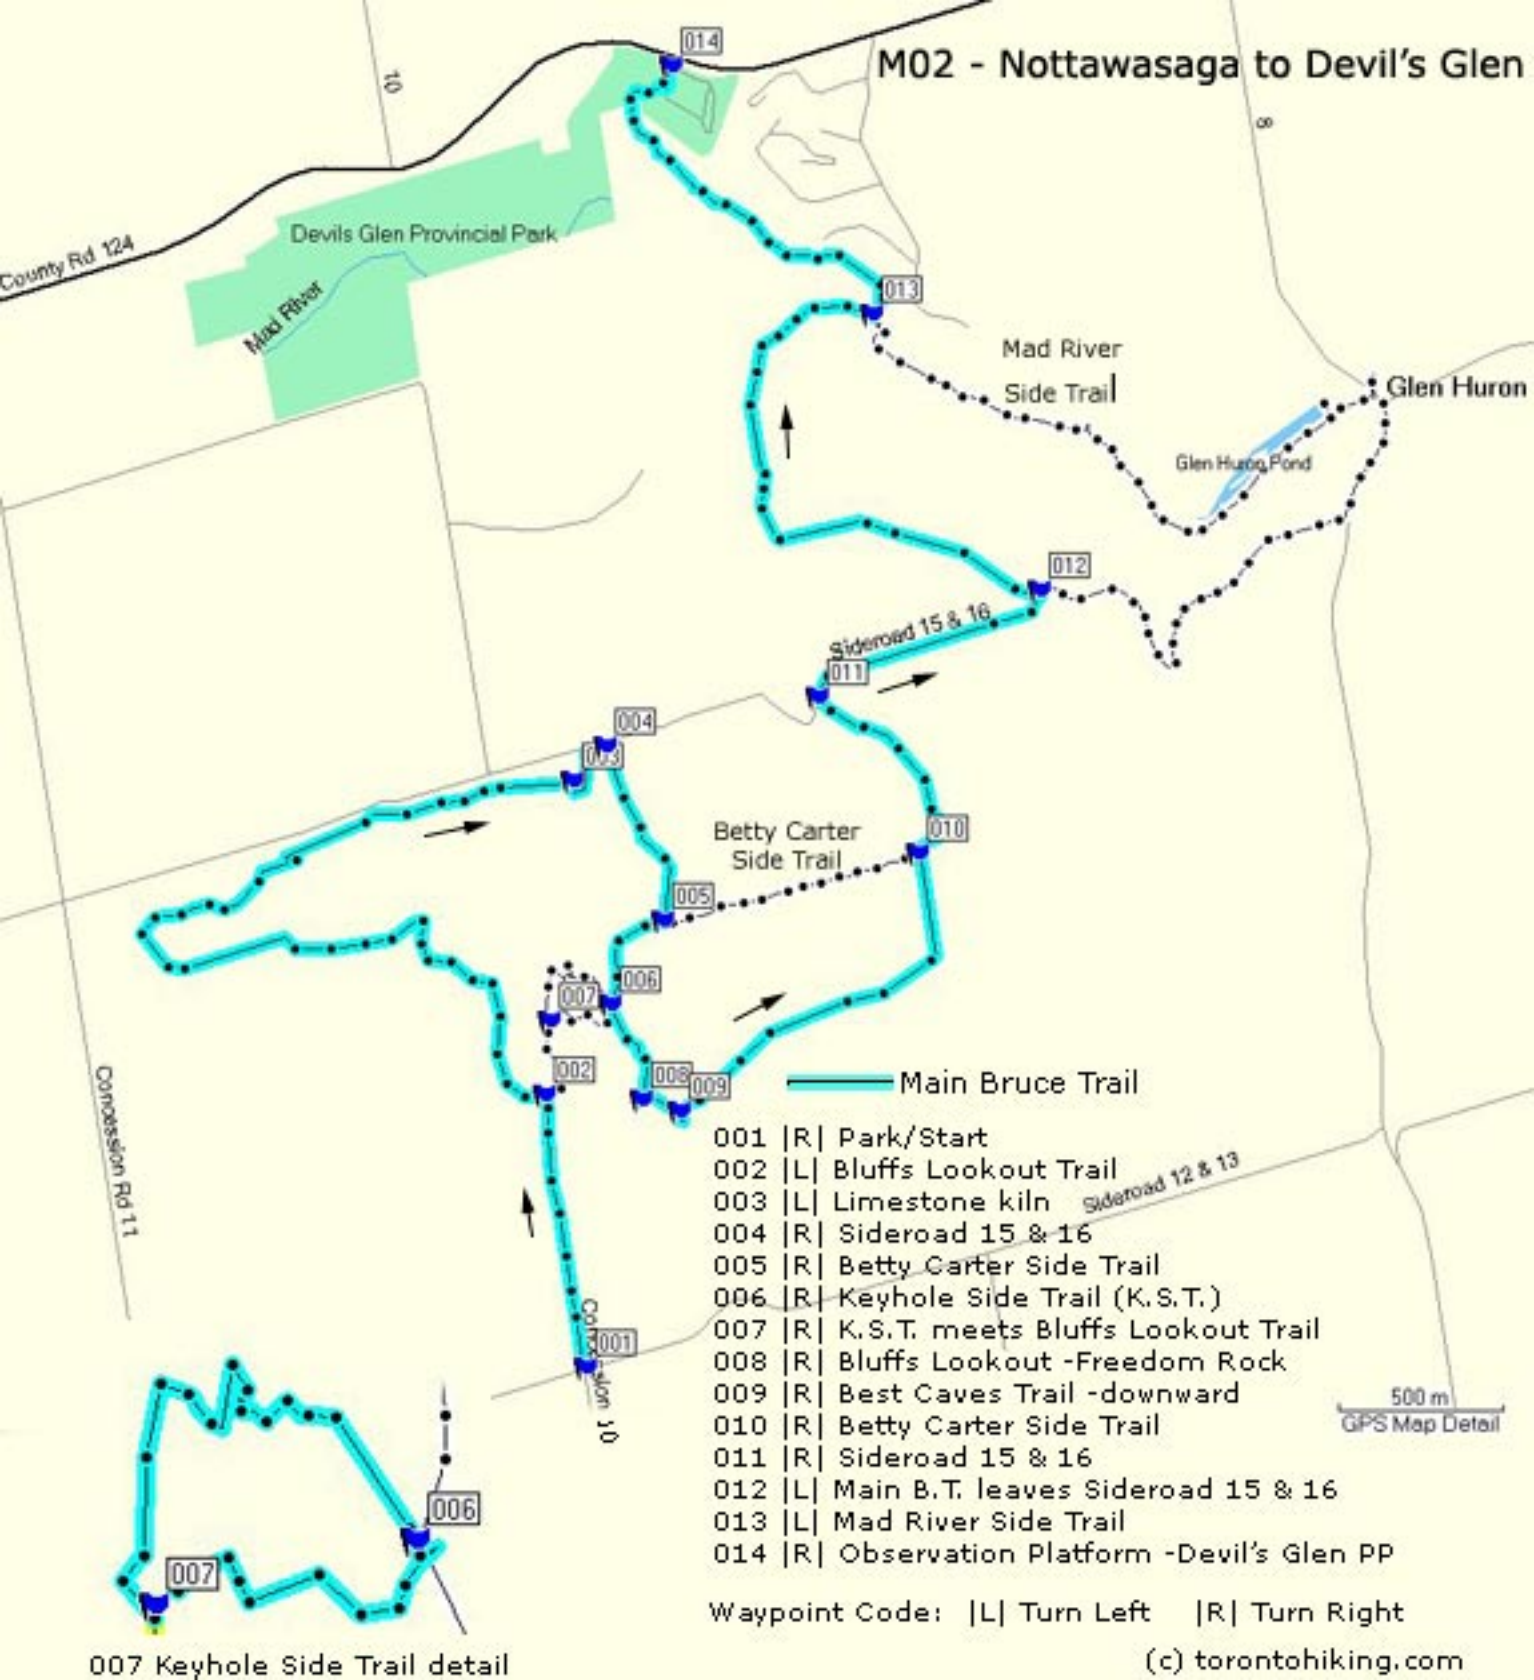 014
M02 - Nottawasaga to Devil's Glen
10
8
County Rd 124
Devils Glen Provincial Park
Mad River
013
Mad River
Side Trail
Glen Huron
Glen Huron Pond
012
Sideroad 15 & 16
011
004
003
010
Betty Carter
Side Trail
005
006
007
002
008
009
Concession Rd 11
Main Bruce Trail
001 |R| Park/Start
002 |L| Bluffs Lookout Trail
003 |L| Limestone kiln
004 |R| Sideroad 15 & 16
005 |R| Betty Carter Side Trail
006 |R| Keyhole Side Trail (K.S.T.)
007 |R| K.S.T. meets Bluffs Lookout Trail
008 |R| Bluffs Lookout -Freedom Rock
009 |R| Best Caves Trail -downward
010 |R| Betty Carter Side Trail
011 |R| Sideroad 15 & 16
012 |L| Main B.T. leaves Sideroad 15 & 16
013 |L| Mad River Side Trail
014 |R| Observation Platform -Devil's Glen PP
Sideroad 12 & 13
001
Concession 10
500 m
GPS Map Detail
006
007
007 Keyhole Side Trail detail
Waypoint Code: |L| Turn Left |R| Turn Right
(c) torontohiking.com